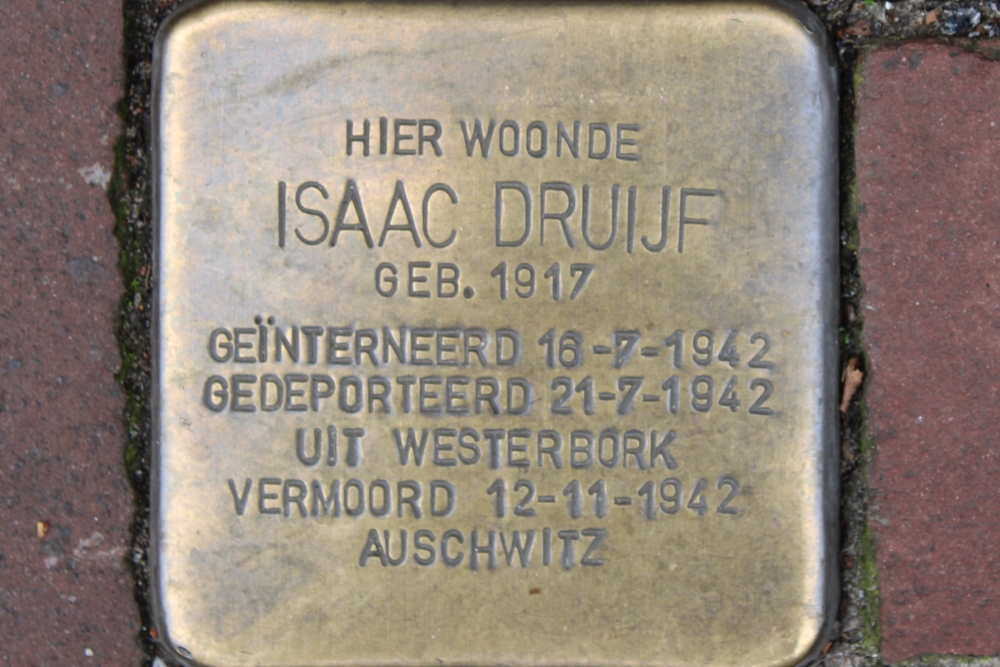 HIER WOONDE
ISAAC DRUIJF
GEB. 1917
GEÏNTERNEERD 16-7-1942
GEDEPORTEERD 21-7-1942
UIT WESTERBORK
VERMOORD 12-11-1942
AUSCHWITZ